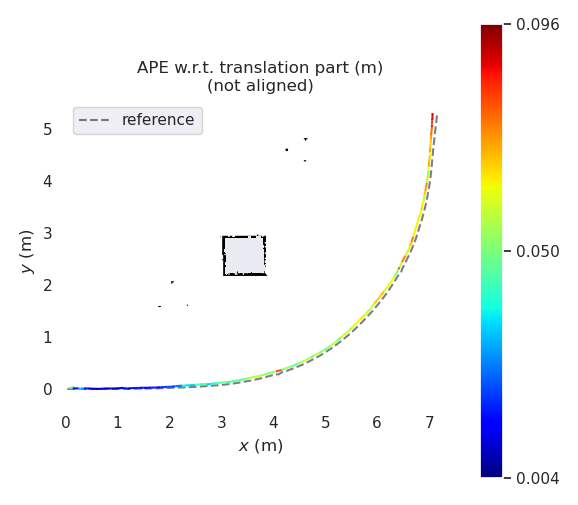 APE w.r.t. translation part (m)
(not aligned)
reference
5
4
3
2
1
0
y (m)
0 1 2 3 4 5 6 7
x (m)
0.096
0.050
0.004